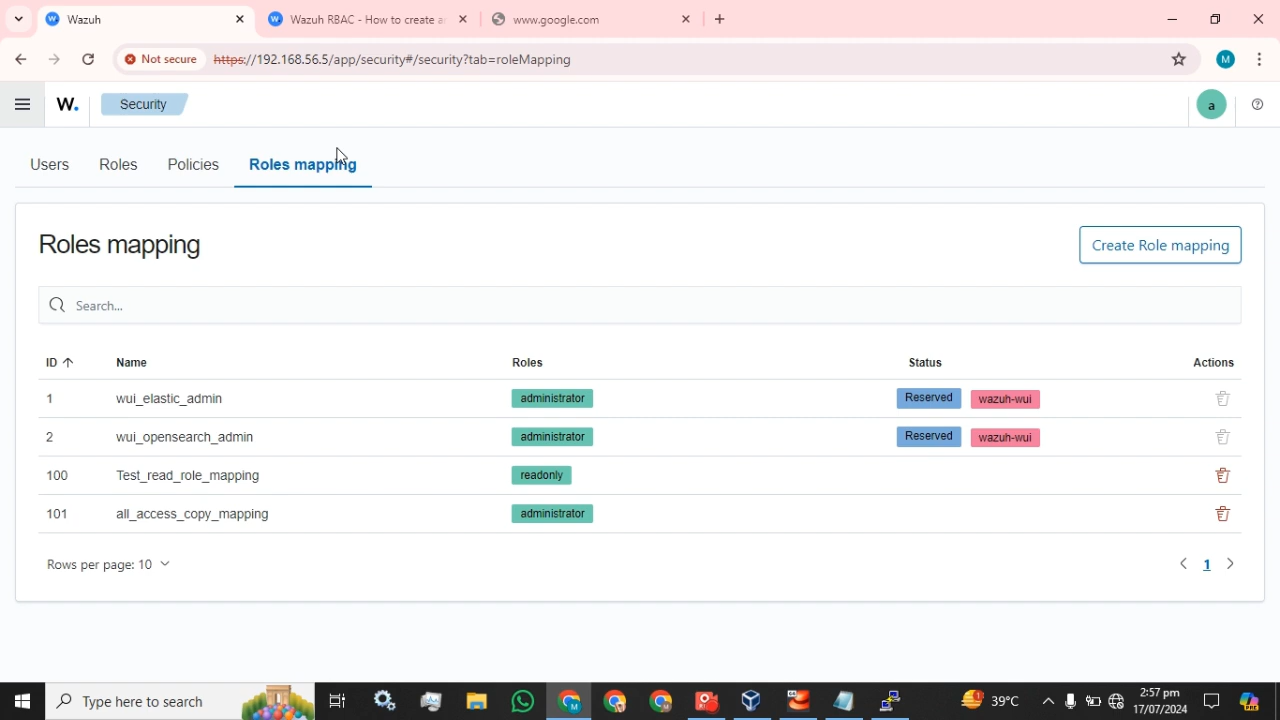 Wazuh
Wazuh RBAC - How to create a
www.google.com
Not secure
https://192.168.56.5/app/security#/security?tab=roleMapping
M
W.
Security
a
Users
Roles
Policies
Roles mapping
Roles mapping
Create Role mapping
Search...
ID
Name
Roles
Status
Actions
1
wui_elastic_admin
administrator
Reserved
wazuh-wui
2
wui_opensearch_admin
administrator
Reserved
wazuh-wui
100
Test_read_role_mapping
readonly
101
all_access_copy_mapping
administrator
Rows per page: 10
1
Type here to search
39°C
2:57 pm
17/07/2024